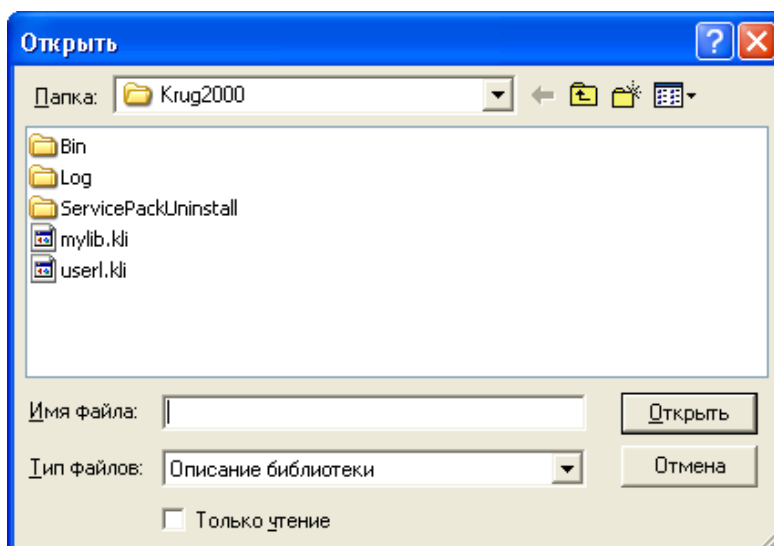 Открыть
Папка: Krug2000
Bin
Log
ServicePackUninstall
mylib.kli
userl.kli
Имя файла: Открыть
Тип файлов: Описание библиотеки Отмена
Только чтение